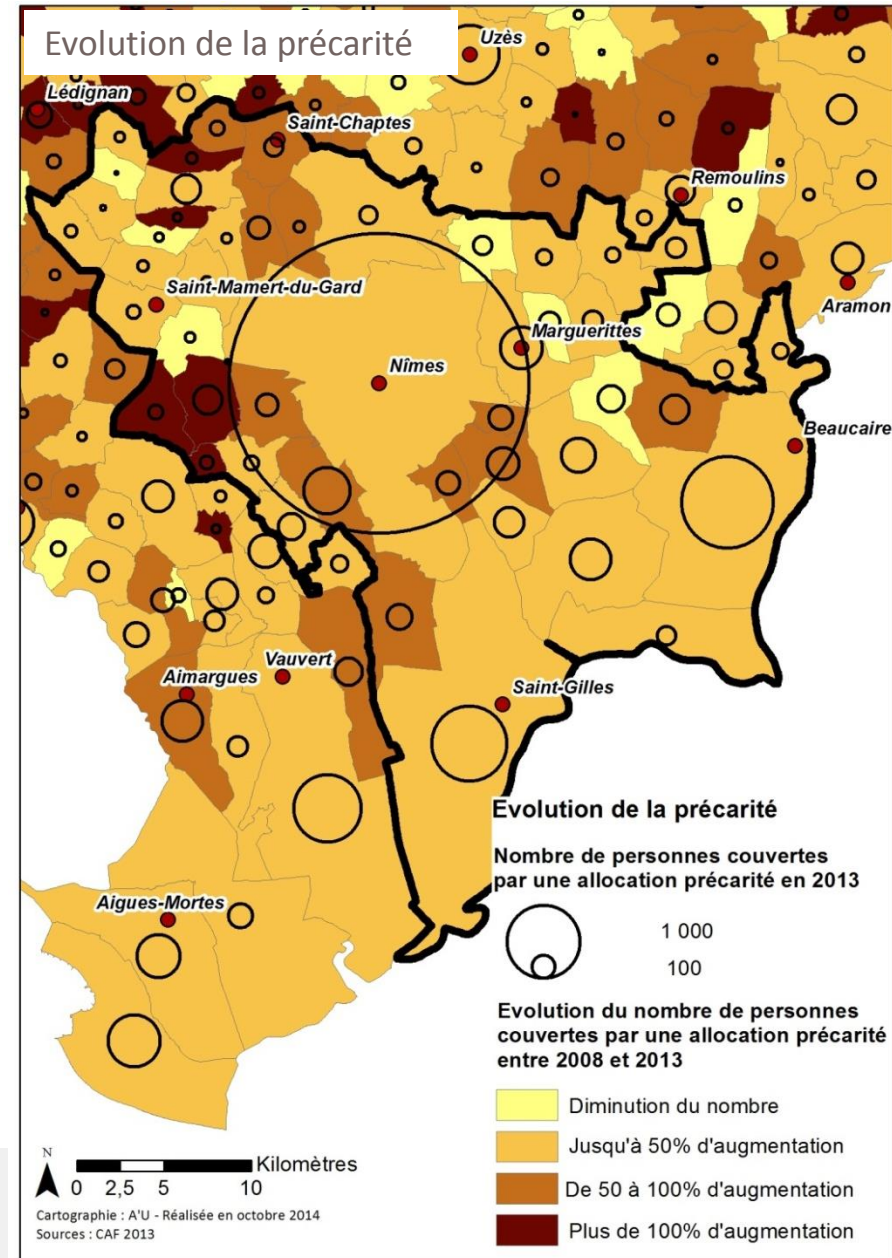 Evolution de la précarité
Uzès
Lédignan
Saint-Chaptes
Remoulins
Saint-Mamert-du-Gard
Aramon
Marguerittes
Nîmes
Beaucaire
Vauvert
Aimargues
Saint-Gilles
Aigues-Mortes
Evolution de la précarité
Nombre de personnes couvertes
par une allocation précarité en 2013
1 000
100
Evolution du nombre de personnes
couvertes par une allocation précarité
entre 2008 et 2013
Diminution du nombre
Jusqu'à 50% d'augmentation
De 50 à 100% d'augmentation
Plus de 100% d'augmentation
N
Kilomètres
0 2,5 5 10
Cartographie : A'U - Réalisée en octobre 2014
Sources : CAF 2013